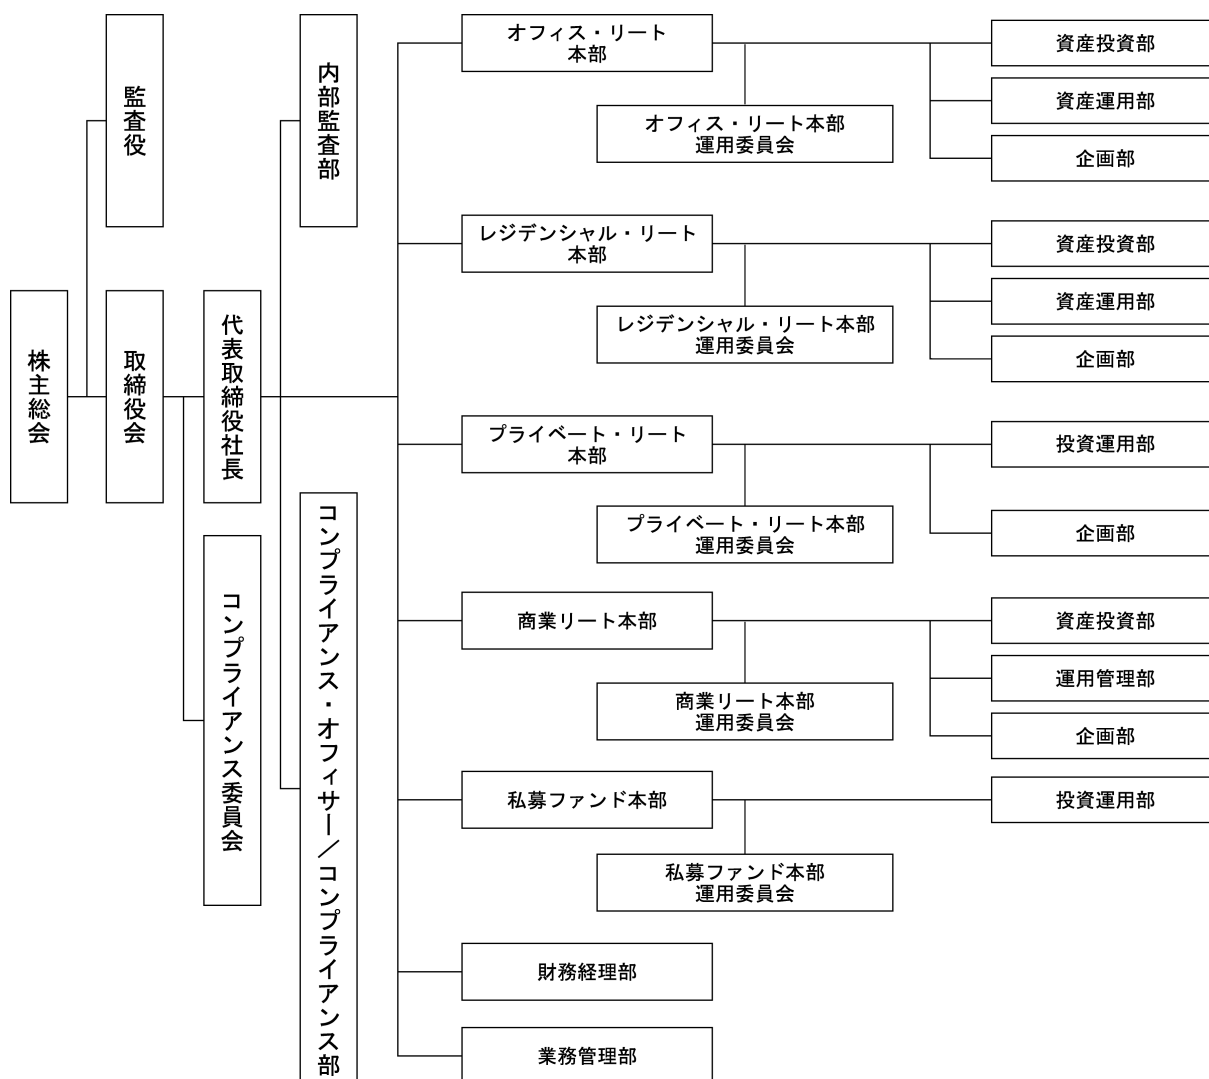 株主総会
監査役
取締役会
代表取締役社長
コンプライアンス委員会
内部監査部
コンプライアンス・オフィサー／コンプライアンス部
オフィス・リート
本部
オフィス・リート本部
運用委員会
資産投資部
資産運用部
企画部
レジデンシャル・リート
本部
レジデンシャル・リート本部
運用委員会
資産投資部
資産運用部
企画部
プライベート・リート
本部
プライベート・リート本部
運用委員会
投資運用部
企画部
商業リート本部
商業リート本部
運用委員会
資産投資部
運用管理部
企画部
私募ファンド本部
私募ファンド本部
運用委員会
投資運用部
財務経理部
業務管理部